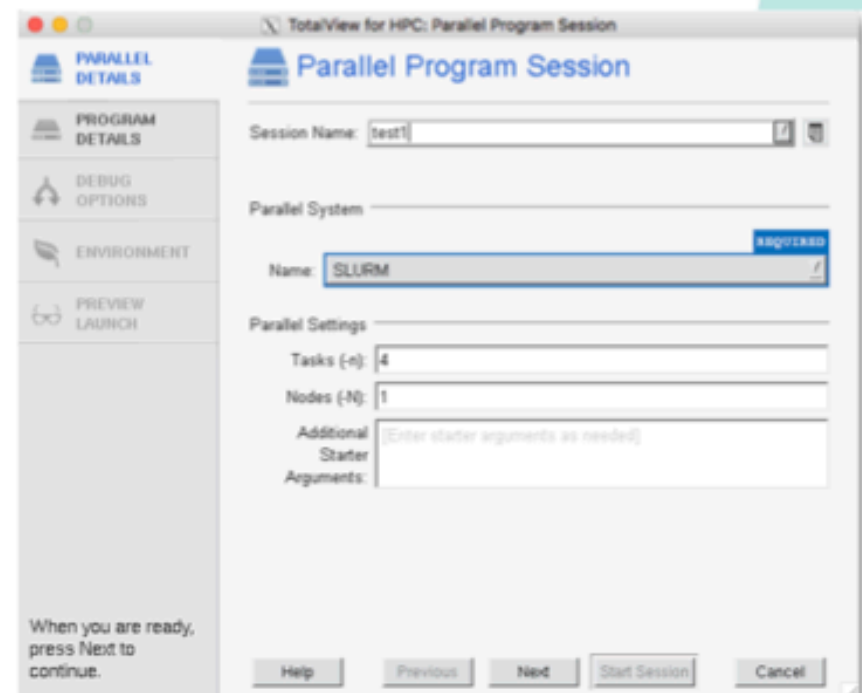 TotalView for HPC: Parallel Program Session
PARALLEL
DETAILS
PROGRAM
DETAILS
DEBUG
OPTIONS
ENVIRONMENT
PREVIEW
LAUNCH
When you are ready,
press Next to
continue.
Parallel Program Session
Session Name: test1
Parallel System
REQUIRED
Name: SLURM
Parallel Settings
Tasks (-n): 4
Nodes (-N): 1
Additional
Starter
Arguments:
[Enter starter arguments as needed]
Help Previous Next Start Session Cancel